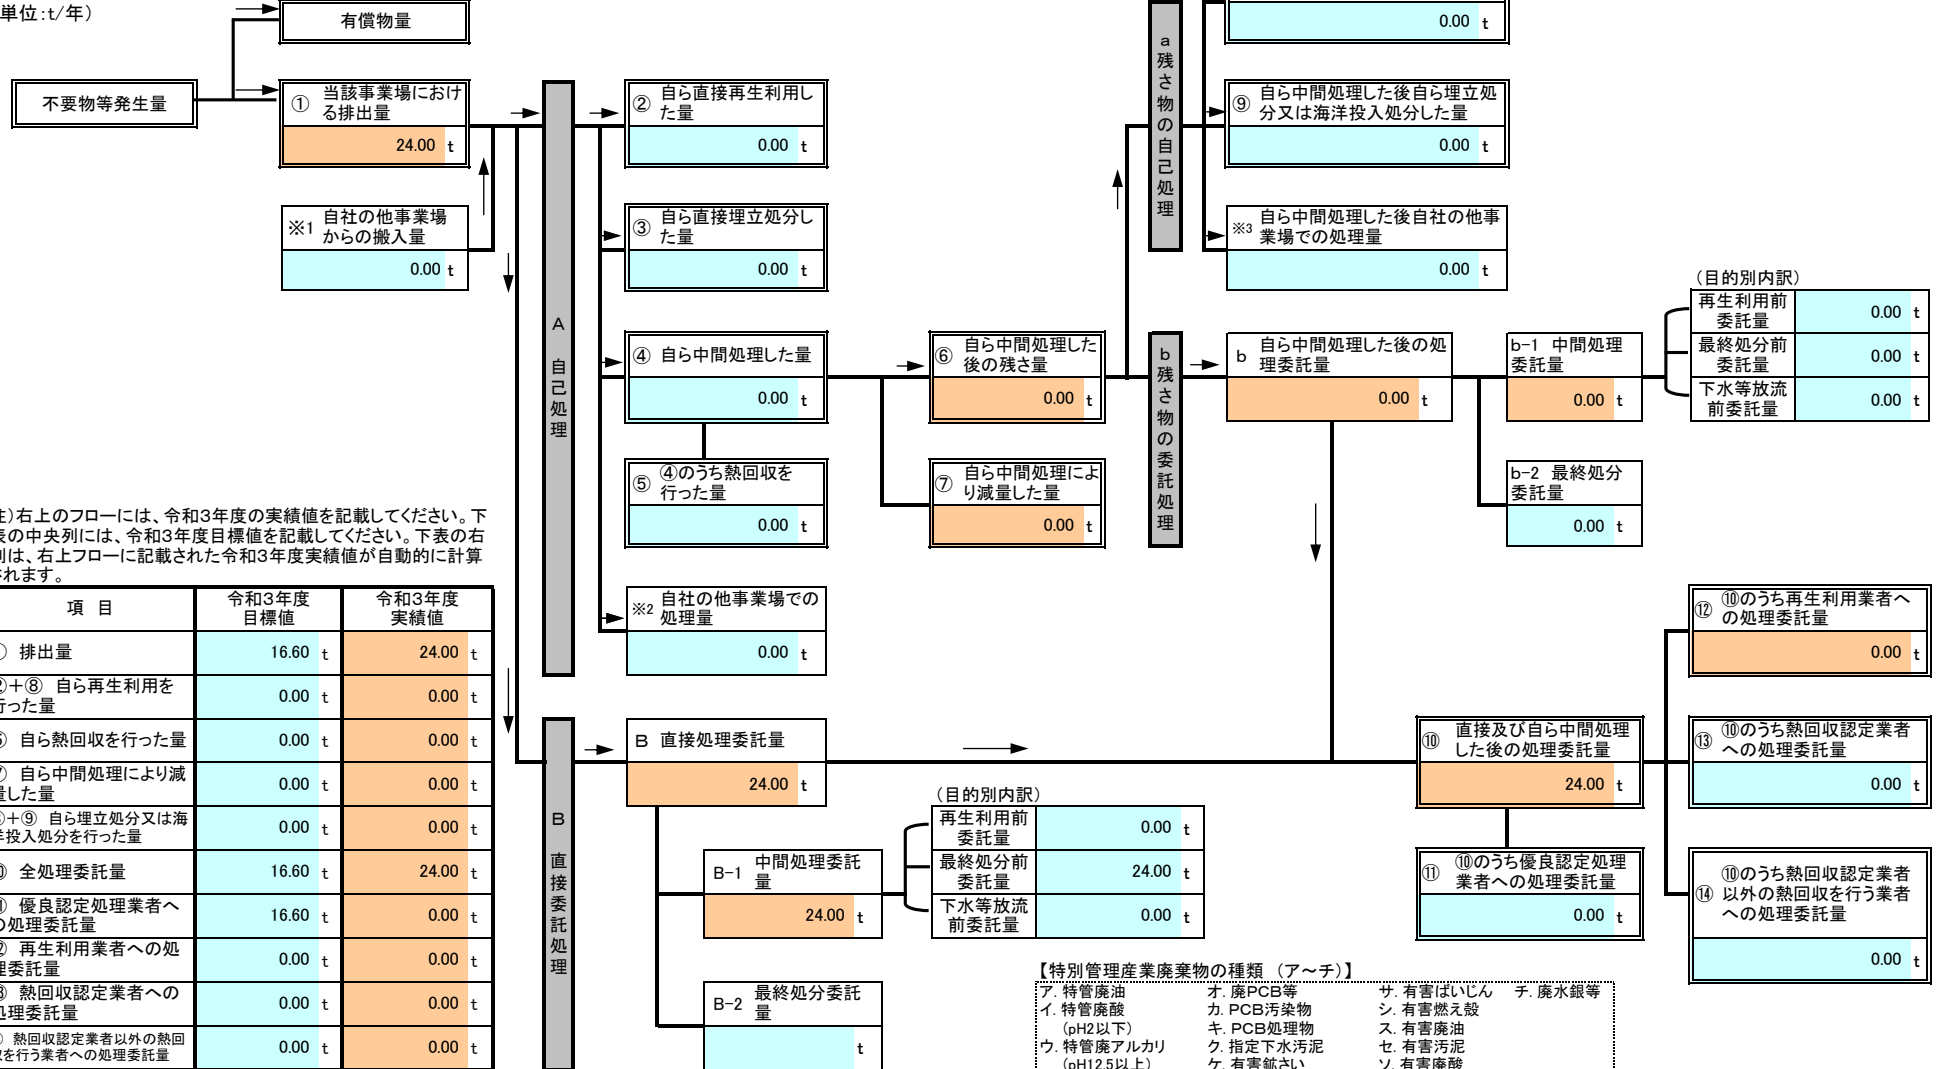 単位:t/年)
有償物量
不要物等発生量
① 当該事業場におけ
る排出量
24.00 t
※1 自社の他事業場
からの搬入量
0.00 t
A 自己処理
② 自ら直接再生利用し
た量
0.00 t
③ 自ら直接埋立処分し
た量
0.00 t
④ 自ら中間処理した量
0.00 t
⑤ ④のうち熱回収を
行った量
0.00 t
※2 自社の他事業場での
処理量
0.00 t
⑥ 自ら中間処理した
後の残さ量
0.00 t
⑦ 自ら中間処理によ
り減量した量
0.00 t
a残さ物の自己処理
0.00 t
⑨ 自ら中間処理した後自ら埋立処
分又は海洋投入処分した量
0.00 t
※3 自ら中間処理した後自社の他事
業場での処理量
0.00 t
b残さ物の委託処理
b 自ら中間処理した後の処
理委託量
0.00 t
b-1 中間処理
委託量
0.00 t
b-2 最終処分
委託量
0.00 t
(目的別内訳)
再生利用前
委託量
0.00 t
最終処分前
委託量
0.00 t
下水等放流
前委託量
0.00 t
)右上のフローには、令和3年度の実績値を記載してください。下
の中央列には、令和3年度目標値を記載してください。下表の右
は、右上フローに記載された令和3年度実績値が自動的に計算
れます。
項 目 令和3年度
目標値 令和3年度
実績値
排出量 16.60 t 24.00 t
+⑧ 自ら再生利用を
った量 0.00 t 0.00 t
自ら熱回収を行った量 0.00 t 0.00 t
自ら中間処理により減
した量 0.00 t 0.00 t
+⑨ 自ら埋立処分又は海
投入処分を行った量 0.00 t 0.00 t
全処理委託量 16.60 t 24.00 t
優良認定処理業者へ
の処理委託量 16.60 t 0.00 t
再生利用業者への処
理委託量 0.00 t 0.00 t
熱回収認定業者への
処理委託量 0.00 t 0.00 t
熱回収認定業者以外の熱回
収を行う業者への処理委託量 0.00 t 0.00 t
B 直接委託処理
B 直接処理委託量
24.00 t
B-1 中間処理委託
量
24.00 t
B-2 最終処分委託
量
t
(目的別内訳)
再生利用前
委託量
0.00 t
最終処分前
委託量
24.00 t
下水等放流
前委託量
0.00 t
⑩ 直接及び自ら中間処理
した後の処理委託量
24.00 t
⑪ ⑩のうち優良認定処理
業者への処理委託量
0.00 t
⑫ ⑩のうち再生利用業者へ
の処理委託量
0.00 t
⑬ ⑩のうち熱回収認定業者
への処理委託量
0.00 t
⑭ ⑩のうち熱回収認定業者
以外の熱回収を行う業者
への処理委託量
0.00 t
【特別管理産業廃棄物の種類 (ア~チ)】
ア. 特管廃油 オ. 廃PCB等 サ. 有害ばいじん チ. 廃水銀等
イ. 特管廃酸 カ. PCB汚染物 シ. 有害燃え殻
(pH2以下) キ. PCB処理物 ス. 有害廃油
ウ. 特管廃アルカリ ク. 指定下水汚泥 セ. 有害汚泥
(pH12.5以上) ケ. 有害鉱さい ソ. 有害廃酸